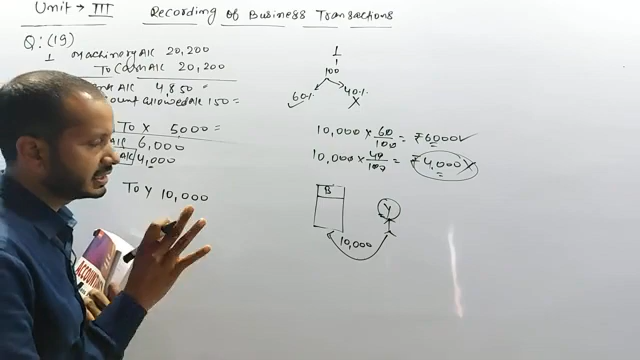 Unit → III Recording of Business Transactions
Q: (19)
1 Machinery A/c 20,200
To Cash A/c 20,200
A/c 4,850 =
count allowed A/c 150 =
To X 5,000 =
A/c 6,000
A/c 4,000
To Y 10,000
1
100
60% 40%
10,000 × 60/100 = ₹6000
10,000 × 40/100 = ₹4,000 X
B
Y
10,000
ACCOUNT